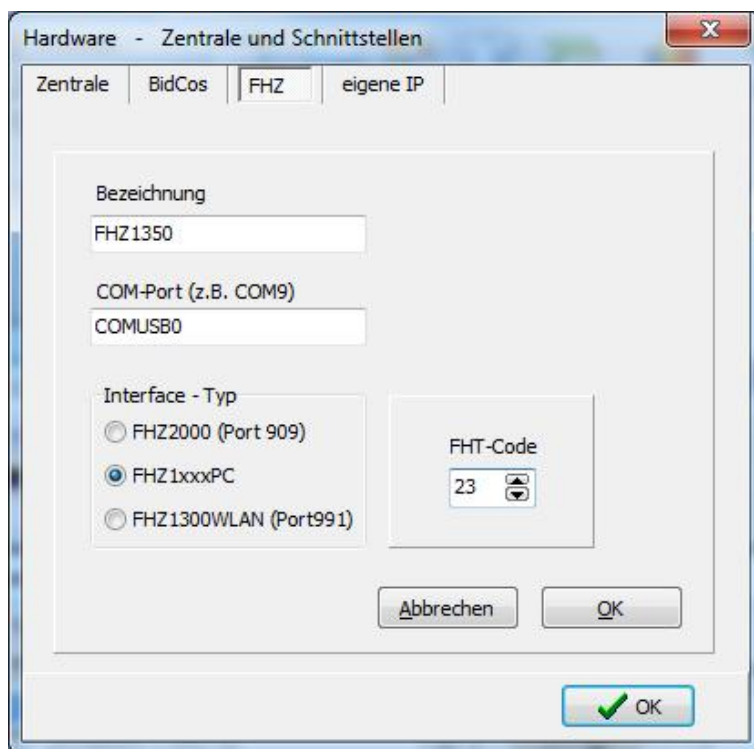 Hardware - Zentrale und Schnittstellen
Zentrale BidCos FHZ eigene IP
Bezeichnung
FHZ1350
COM-Port (z.B. COM9)
COMUSB0
Interface - Typ
FHZ2000 (Port 909)
FHZ1xxxPC
FHZ1300WLAN (Port991)
FHT-Code
23
Abbrechen OK
OK